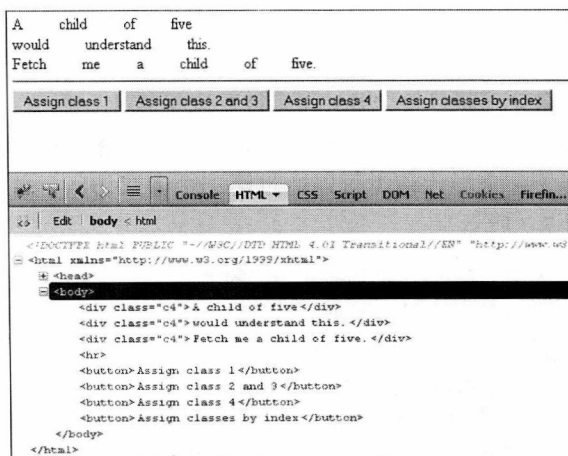 A child of five
would understand this.
Fetch me a child of five.
Assign class 1 Assign class 2 and 3 Assign class 4 Assign classes by index
Console HTML CSS Script DOM Net Cookies Firefin...
Edit body < html
<!DOCTYPE html PUBLIC "-//W3C//DTD HTML 4.01 Transitional//EN" "http://www.w3
<html xmlns="http://www.w3.org/1999/xhtml">
<head>
<body>
<div class="c4">A child of five</div>
<div class="c4">would understand this.</div>
<div class="c4">Fetch me a child of five.</div>
<hr>
<button>Assign class 1</button>
<button>Assign class 2 and 3</button>
<button>Assign class 4</button>
<button>Assign classes by index</button>
</body>
</html>